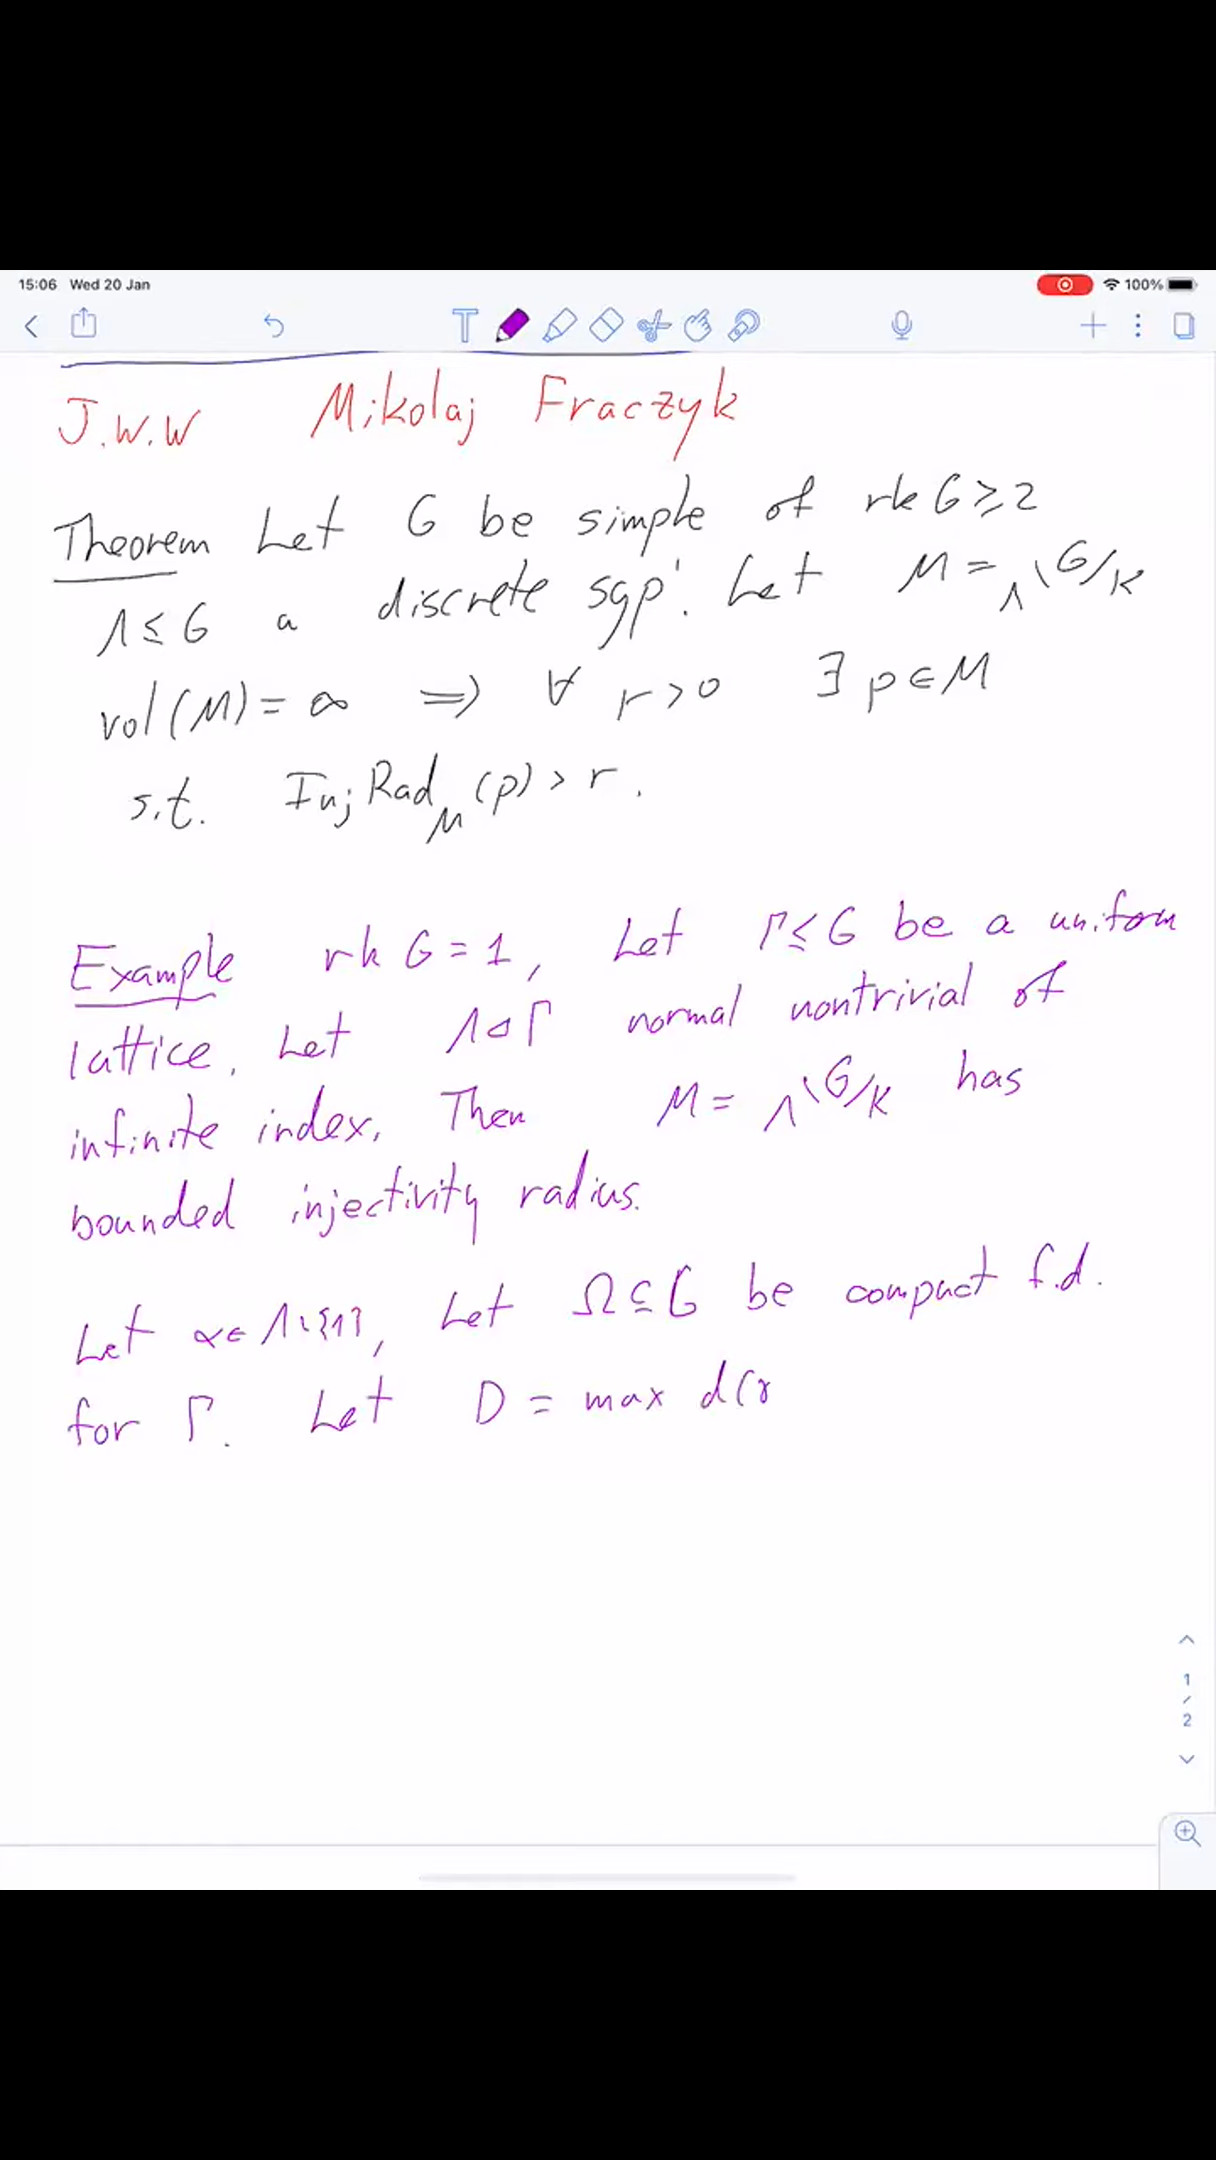 15:06 Wed 20 Jan 100%
T
J.W.W Mikolaj Fraczyk
Theorem Let G be simple of rk G ≥ 2
Λ ≤ G a discrete sgp. Let M = Λ\G/K
vol(M) = ∞ ⟹ ∀ r > 0 ∃ p ∈ M
s.t. InjRad_M (p) > r.
Example rk G = 1, Let Γ ≤ G be a uniform
lattice. Let Λ ◁ Γ normal nontrivial of
infinite index. Then M = Λ\G/K has
bounded injectivity radius.
Let α ∈ Λ\{1}, Let Ω ⊆ G be compact f.d.
for Γ. Let D = max d(x
1
/
2